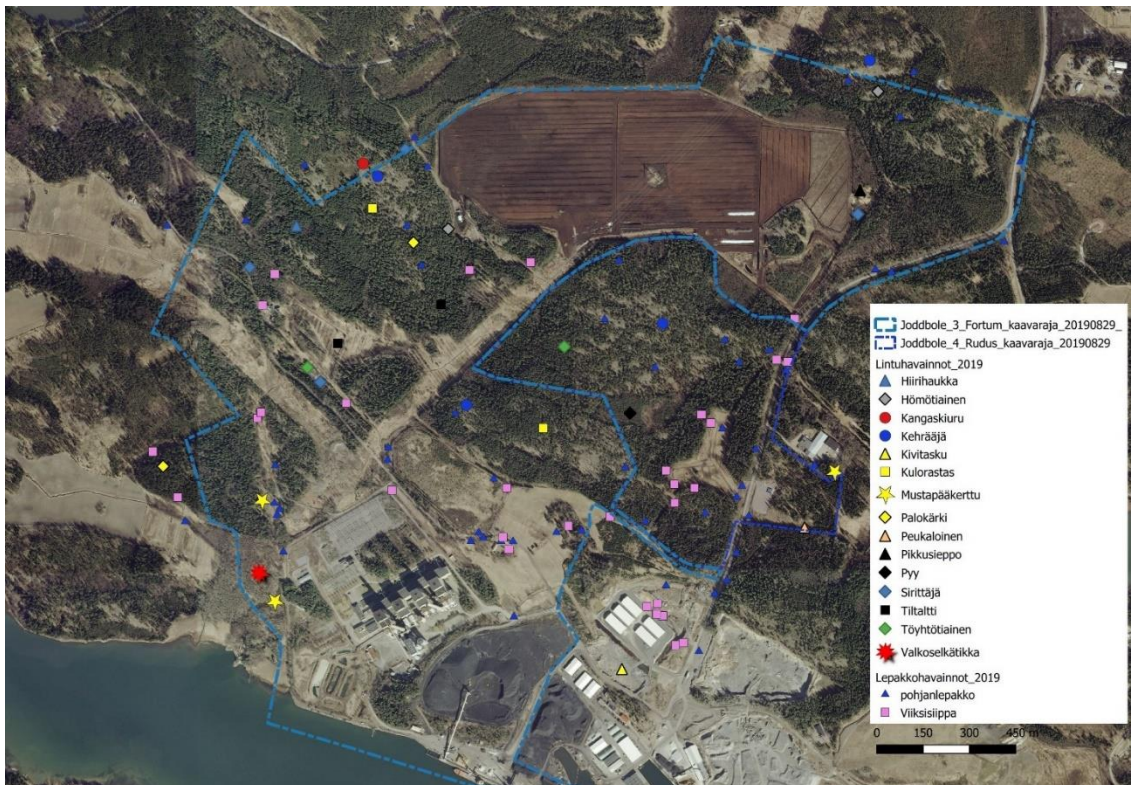 Joddbole_3_Fortum_kaavaraja_20190829_
Joddbole_4_Rudus_kaavaraja_20190829
Lintuhavainnot_2019
Hiirihaukka
Hömötiainen
Kangaskiuru
Kehrääjä
Kivitasku
Kulorastas
Mustapääkerttu
Palokärki
Peukaloinen
Pikkusieppo
Pyy
Sirittäjä
Tiltaltti
Töyhtötiainen
Valkoselkätikka
Lepakkohavainnot_2019
pohjanlepakko
Viiksisiippa
0 150 300 450 m